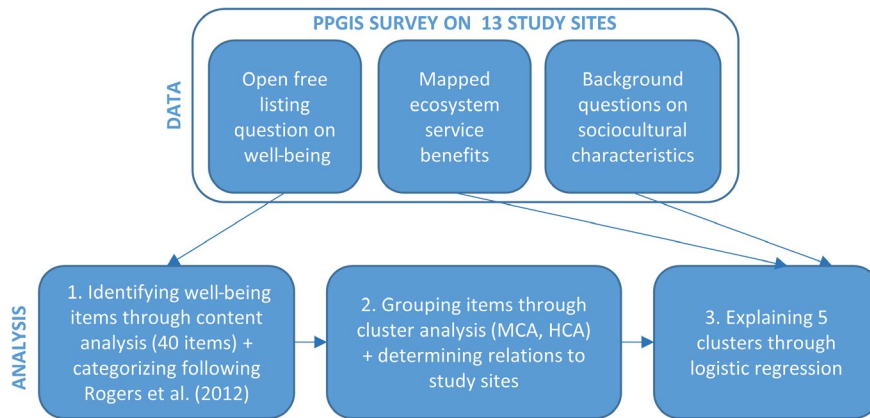 PPGIS SURVEY ON 13 STUDY SITES
DATA
Open free
listing
question on
well-being
Mapped
ecosystem
service
benefits
Background
questions on
sociocultural
characteristics
ANALYSIS
1. Identifying well-being
items through content
analysis (40 items) +
categorizing following
Rogers et al. (2012)
2. Grouping items through
cluster analysis (MCA, HCA)
+ determining relations to
study sites
3. Explaining 5
clusters through
logistic regression